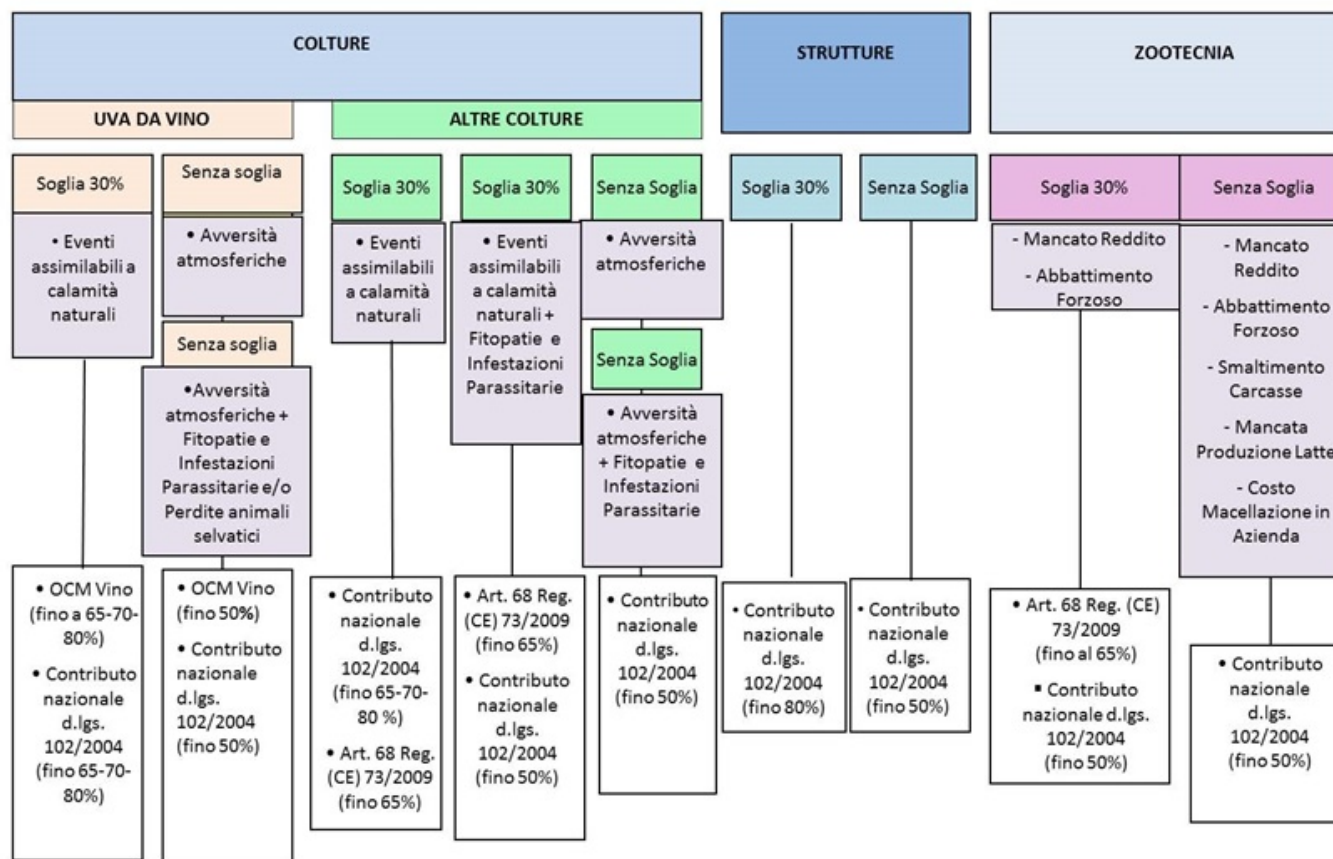 COLTURE
STRUTTURE
ZOOTECNIA
UVA DA VINO
ALTRE COLTURE
Soglia 30%
• Eventi
assimilabili a
calamità
naturali
• OCM Vino
(fino a 65-70-
80%)
• Contributo
nazionale
d.lgs.
102/2004
(fino 65-70-
80%)
Senza soglia
• Avversità
atmosferiche
Senza soglia
•Avversità
atmosferiche +
Fitopatie e
Infestazioni
Parassitarie e/o
Perdite animali
selvatici
• OCM Vino
(fino 50%)
• Contributo
nazionale
d.lgs.
102/2004
(fino 50%)
Soglia 30%
• Eventi
assimilabili
a calamità
naturali
• Contributo
nazionale
d.lgs.
102/2004
(fino 65-70-
80 %)
• Art. 68 Reg.
(CE) 73/2009
(fino 65%)
Soglia 30%
• Eventi
assimilabili
a calamità
naturali +
Fitopatie e
Infestazioni
Parassitarie
• Art. 68 Reg.
(CE) 73/2009
(fino 65%)
• Contributo
nazionale
d.lgs.
102/2004
(fino 50%)
Senza Soglia
• Avversità
atmosferiche
Senza Soglia
• Avversità
atmosferiche
+ Fitopatie e
Infestazioni
Parassitarie
• Contributo
nazionale
d.lgs.
102/2004
(fino 50%)
Soglia 30%
• Contributo
nazionale
d.lgs.
102/2004
(fino 80%)
Senza Soglia
• Contributo
nazionale
d.lgs.
102/2004
(fino 50%)
Soglia 30%
- Mancato Reddito
- Abbattimento
Forzoso
• Art. 68 Reg. (CE)
73/2009
(fino al 65%)
▪ Contributo
nazionale d.lgs.
102/2004
(fino 50%)
Senza Soglia
- Mancato
Reddito
- Abbattimento
Forzoso
- Smaltimento
Carcasse
- Mancata
Produzione Latte
- Costo
Macellazione in
Azienda
• Contributo
nazionale
d.lgs.
102/2004
(fino 50%)